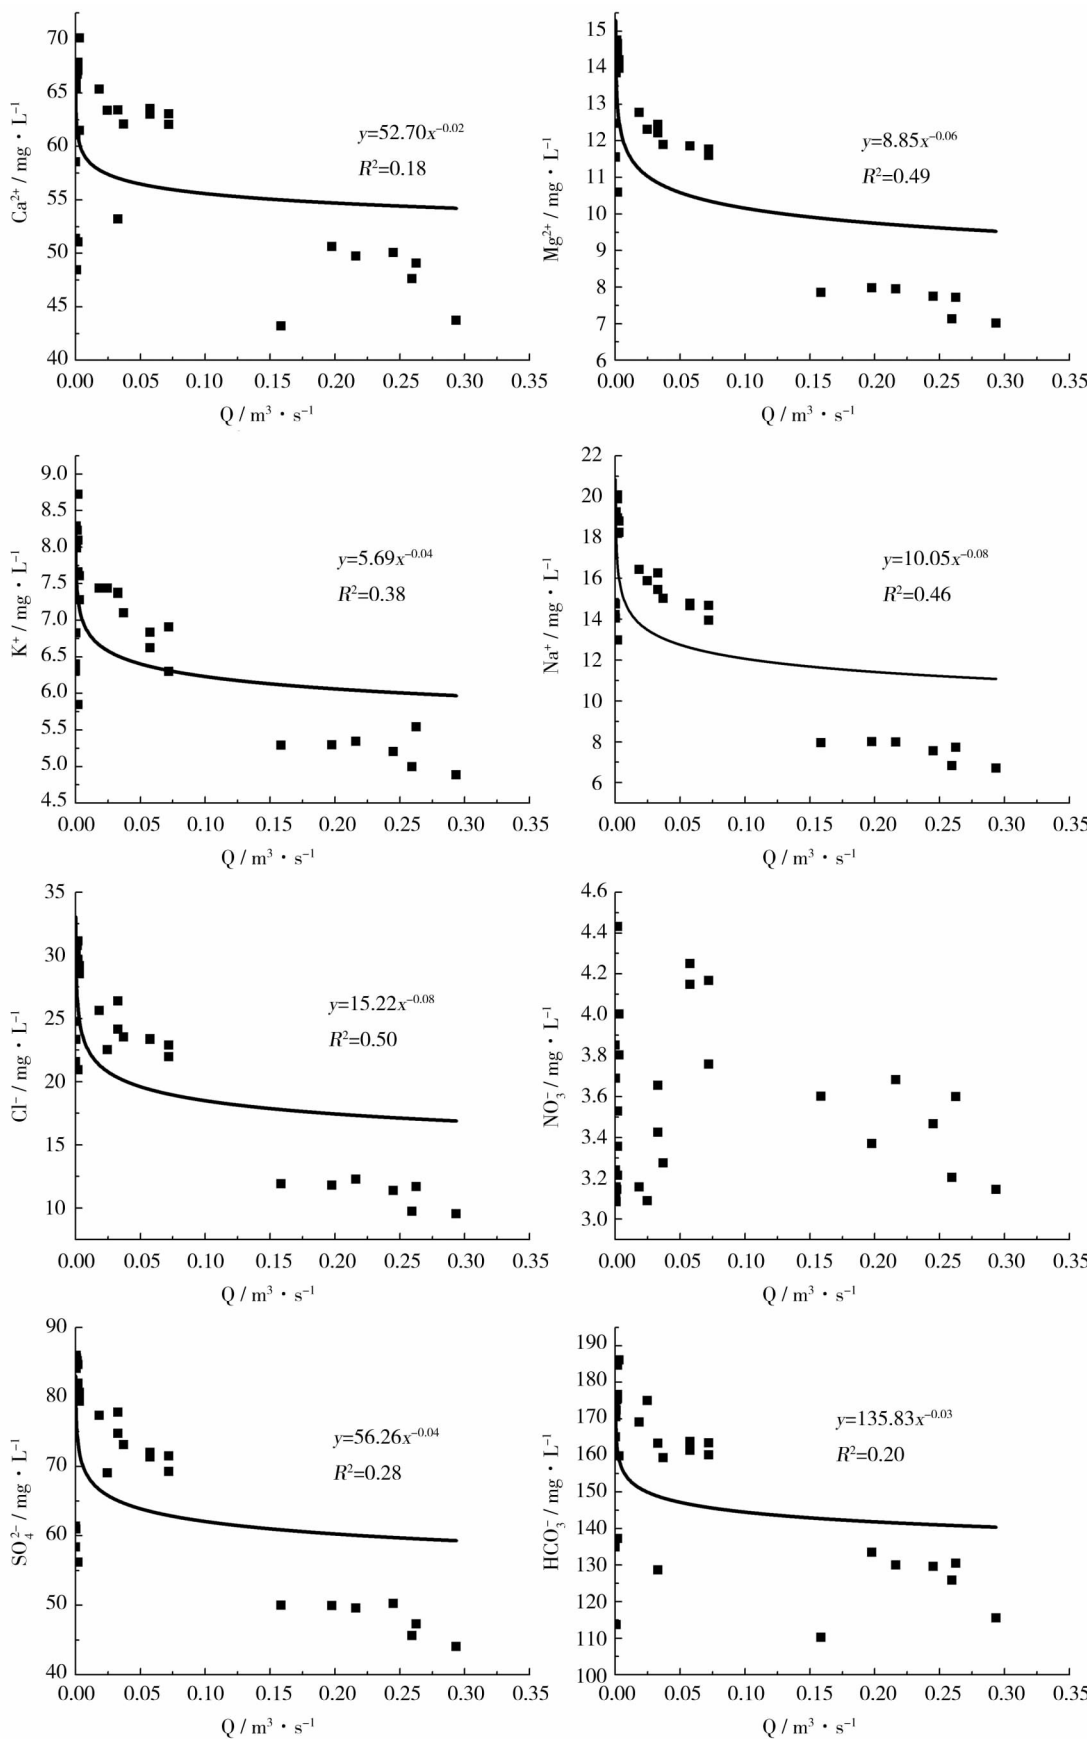 70
65
60
55
50
45
40
Ca²⁺ / mg · L⁻¹
y=52.70x⁻⁰·⁰²
R²=0.18
0.00 0.05 0.10 0.15 0.20 0.25 0.30 0.35
Q / m³ · s⁻¹
15
14
13
12
11
10
9
8
7
6
Mg²⁺ / mg · L⁻¹
y=8.85x⁻⁰·⁰⁶
R²=0.49
0.00 0.05 0.10 0.15 0.20 0.25 0.30 0.35
Q / m³ · s⁻¹
9.0
8.5
8.0
7.5
7.0
6.5
6.0
5.5
5.0
4.5
K⁺ / mg · L⁻¹
y=5.69x⁻⁰·⁰⁴
R²=0.38
0.00 0.05 0.10 0.15 0.20 0.25 0.30 0.35
Q / m³ · s⁻¹
22
20
18
16
14
12
11
8
6
Na⁺ / mg · L⁻¹
y=10.05x⁻⁰·⁰⁸
R²=0.46
0.00 0.05 0.10 0.15 0.20 0.25 0.30 0.35
Q / m³ · s⁻¹
35
30
25
20
15
10
Cl⁻ / mg · L⁻¹
y=15.22x⁻⁰·⁰⁸
R²=0.50
0.00 0.05 0.10 0.15 0.20 0.25 0.30 0.35
Q / m³ · s⁻¹
4.6
4.4
4.2
4.0
3.8
3.6
3.4
3.2
3.0
NO₃⁻ / mg · L⁻¹
0.00 0.05 0.10 0.15 0.20 0.25 0.30 0.35
Q / m³ · s⁻¹
90
80
70
60
50
40
SO₄²⁻ / mg · L⁻¹
y=56.26x⁻⁰·⁰⁴
R²=0.28
0.00 0.05 0.10 0.15 0.20 0.25 0.30 0.35
Q / m³ · s⁻¹
190
180
170
160
150
140
130
120
110
100
HCO₃⁻ / mg · L⁻¹
y=135.83x⁻⁰·⁰³
R²=0.20
0.00 0.05 0.10 0.15 0.20 0.25 0.30 0.35
Q / m³ · s⁻¹